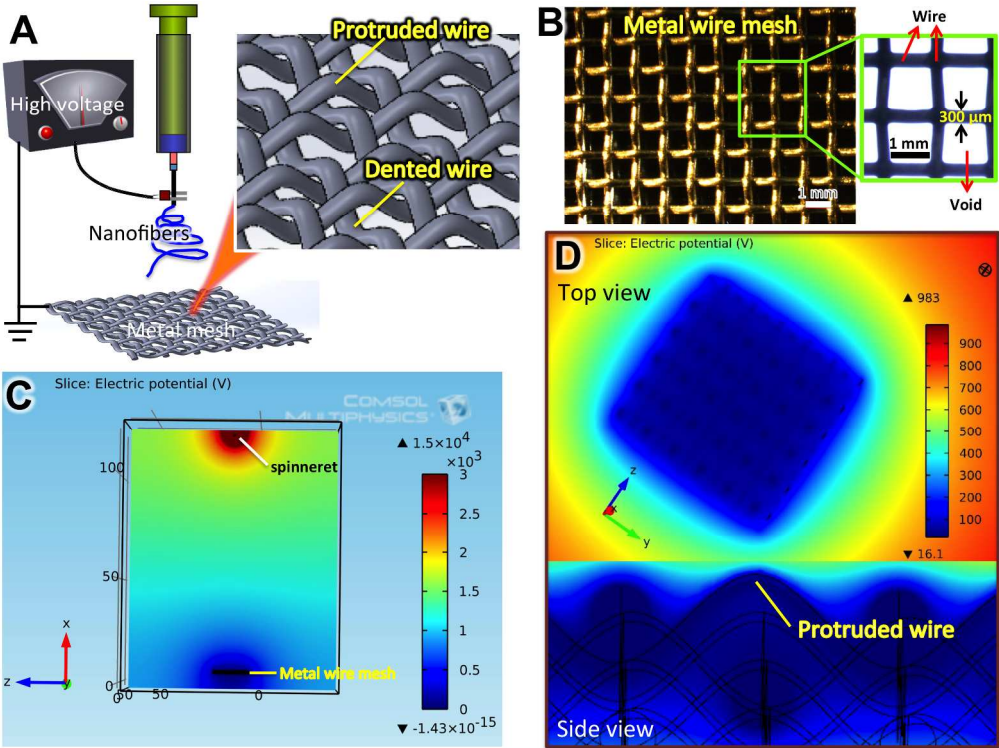 A
High voltage
Nanofibers
Metal mesh
Protruded wire
Dented wire
B
Metal wire mesh
1 mm
Wire
300 μm
1 mm
Void
C
Slice: Electric potential (V)
COMSOL
MULTIPHYSICS®
▲ 1.5×10⁴
×10³
3
2.5
2
1.5
1
0.5
0
▼ -1.43×10⁻¹⁵
spinneret
Metal wire mesh
100
50
0
50
50
0
x
z
y
D
Slice: Electric potential (V)
Top view
▲ 983
900
800
700
600
500
400
300
200
100
▼ 16.1
z
x
y
Protruded wire
Side view